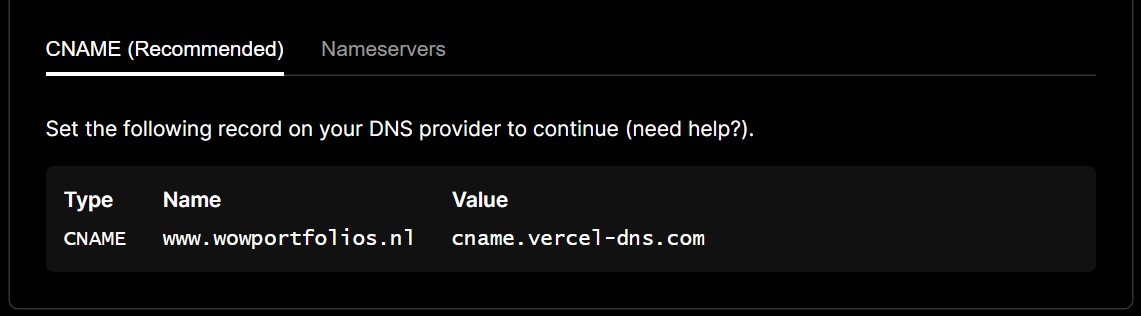 CNAME (Recommended) Nameservers
Set the following record on your DNS provider to continue (need help?).
Type Name Value
CNAME www.wowportfolios.nl cname.vercel-dns.com